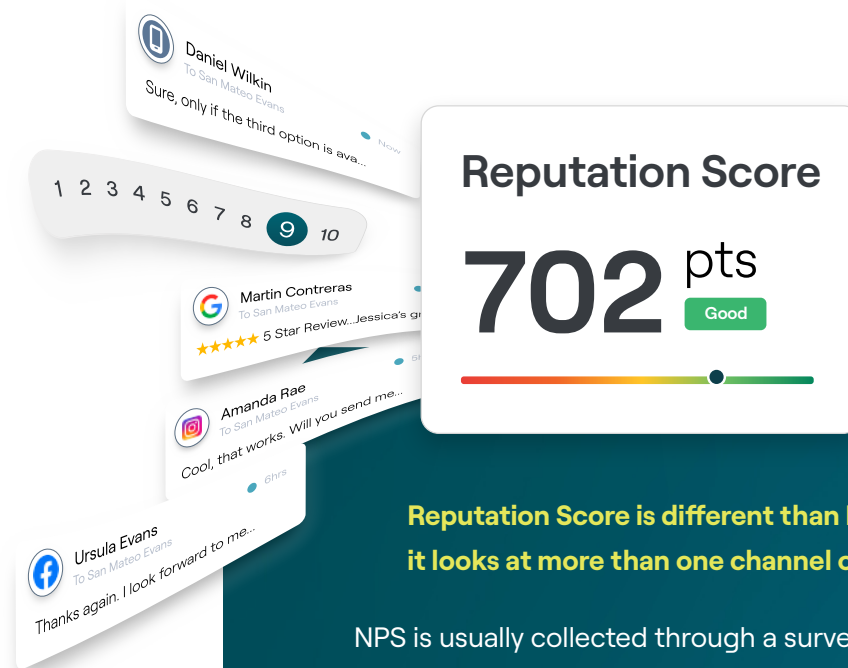 Daniel Wilkin
To San Mateo Evans
Sure, only if the third option is ava...
Now
1 2 3 4 5 6 7 8 9 10
Martin Contreras
To San Mateo Evans
5 Star Review...Jessica's
Amanda Rae
To San Mateo Evans
Cool, that works. Will you send me...
6hrs
Ursula Evans
To San Mateo Evans
Thanks again. I look forward to me...
Reputation Score
702 pts
Good
Reputation Score is different than
it looks at more than one channel
NPS is usually collected through a surve